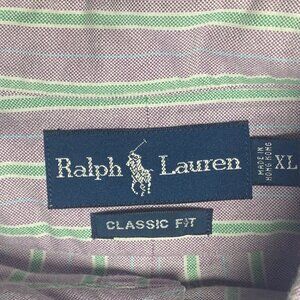 Ralph Lauren
MADE IN
HONG KONG
XL
CLASSIC FIT